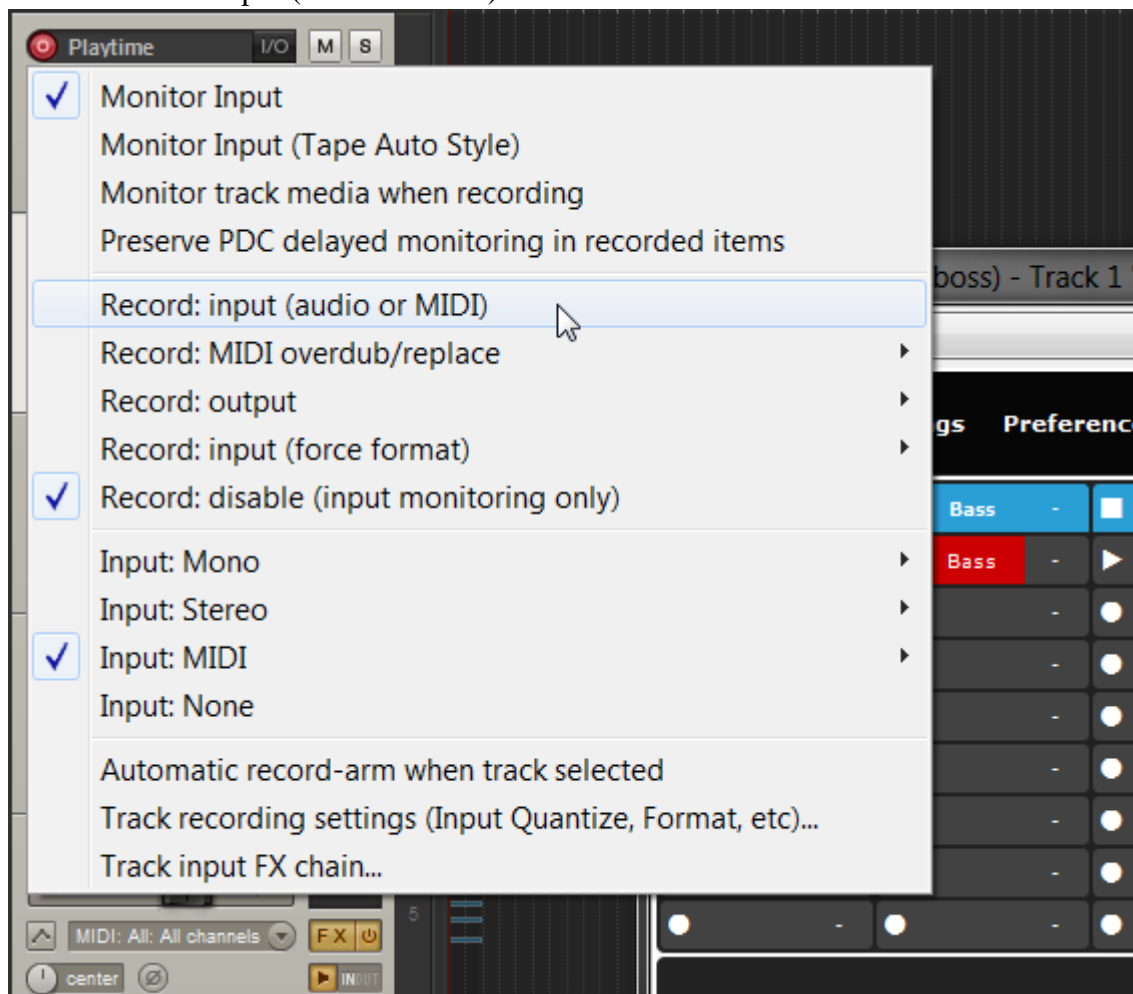 Playtime I/O M S
Monitor Input
Monitor Input (Tape Auto Style)
Monitor track media when recording
Preserve PDC delayed monitoring in recorded items
boss) - Track 1
Record: input (audio or MIDI)
Record: MIDI overdub/replace
Record: output
gs Preferenc
Record: input (force format)
Record: disable (input monitoring only)
Bass -
Input: Mono
Bass -
Input: Stereo
-
Input: MIDI
-
Input: None
-
Automatic record-arm when track selected
-
Track recording settings (Input Quantize, Format, etc)...
-
Track input FX chain...
-
5
MIDI: All: All channels FX
- -
center INOUT